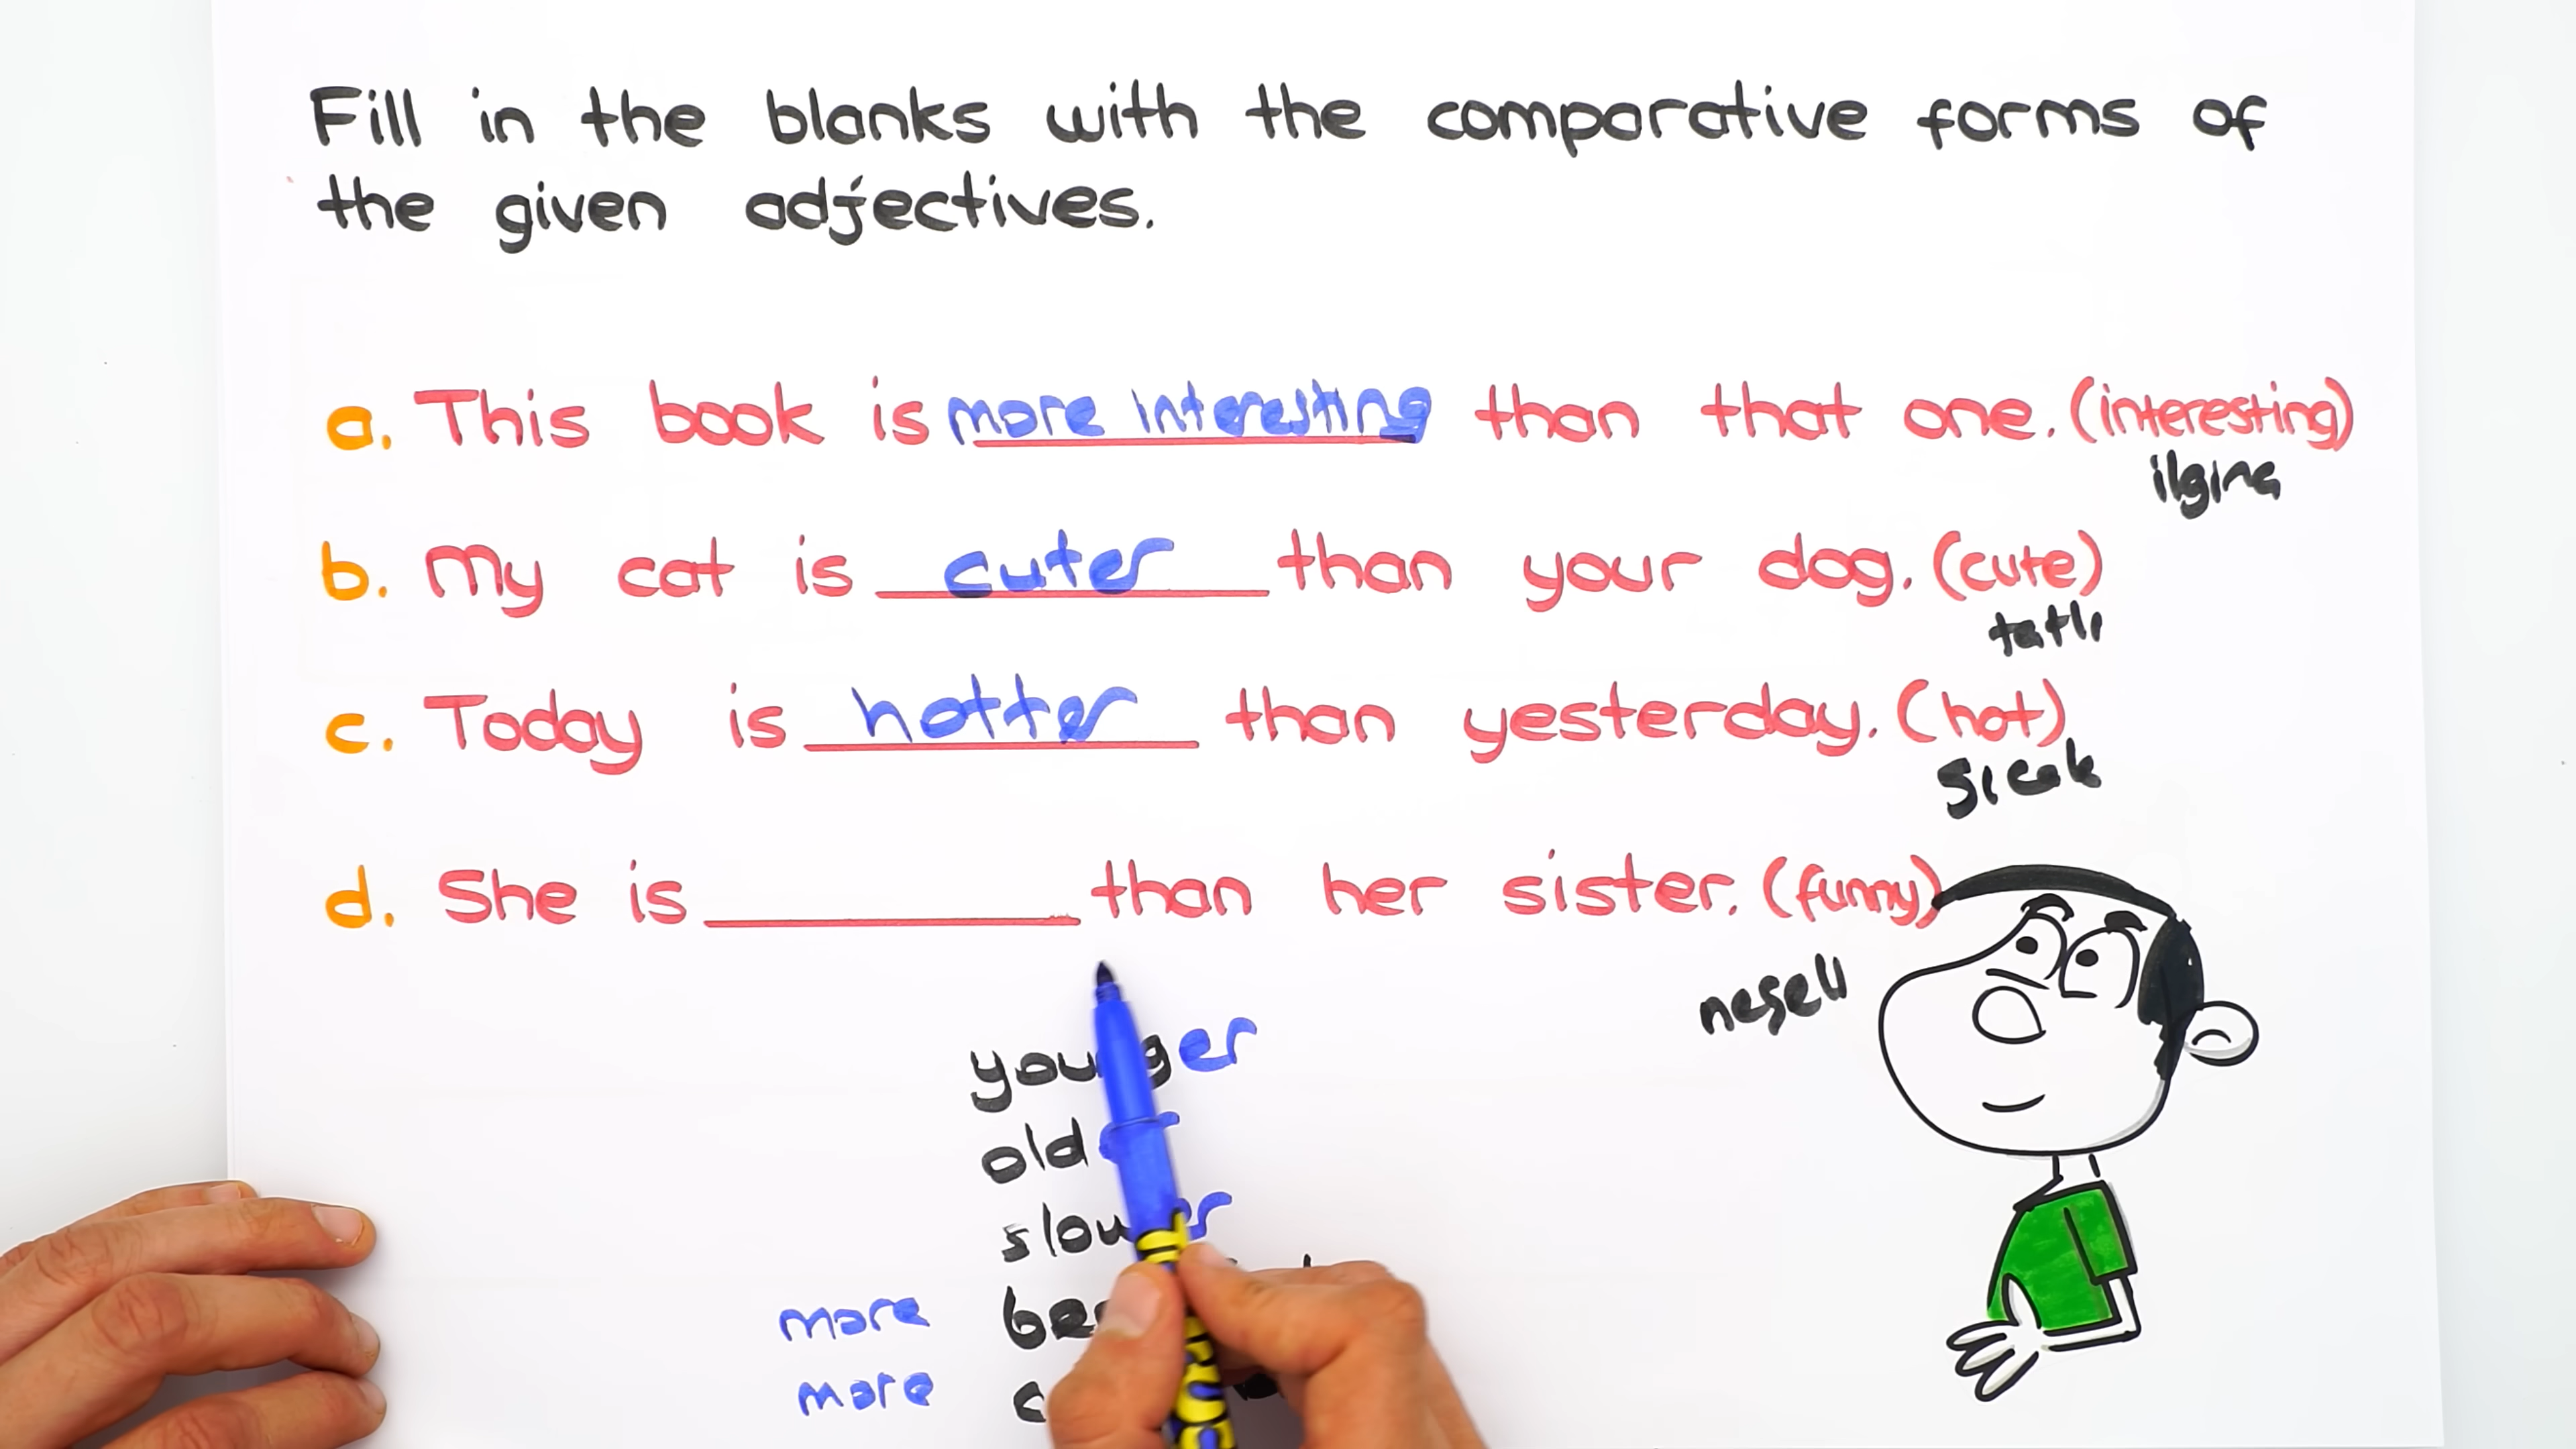 Fill in the blanks with the comparative forms of
the given adjectives.
a. This book is more interesting than that one. (interesting)
ilginç
b. My cat is cuter than your dog. (cute)
tatlı
c. Today is hotter than yesterday. (hot)
sıcak
d. She is than her sister. (funny)
neşeli
younger
old
slower
more
more